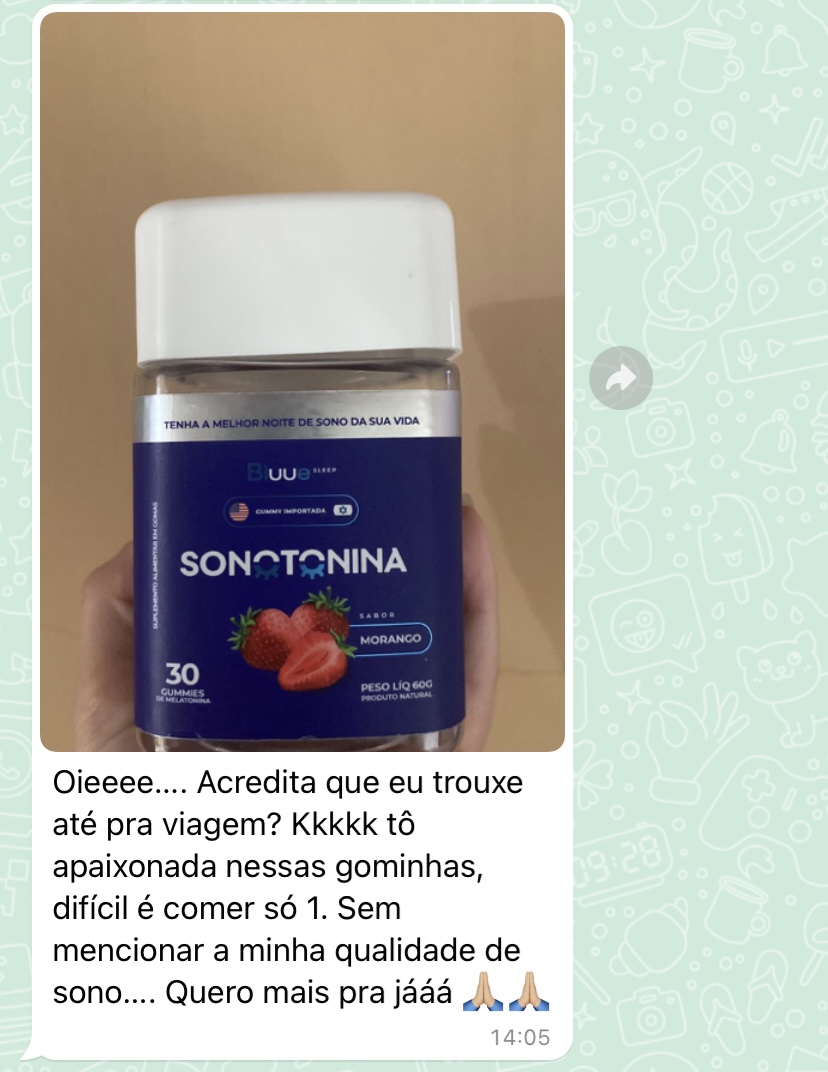 TENHA A MELHOR NOITE DE SONO DA SUA VIDA
Bluue SLEEP
GUMMY IMPORTADA
SONOTONINA
SUPLEMENTO ALIMENTAR EM GOMAS
SABOR
MORANGO
30
GUMMIES
DE MELATONINA
PESO LÍQ 60G
PRODUTO NATURAL
Oieeee.... Acredita que eu trouxe
até pra viagem? Kkkkk tô
apaixonada nessas gominhas,
difícil é comer só 1. Sem
mencionar a minha qualidade de
sono.... Quero mais pra jááá 🙏🏼🙏🏼
14:05
09:28